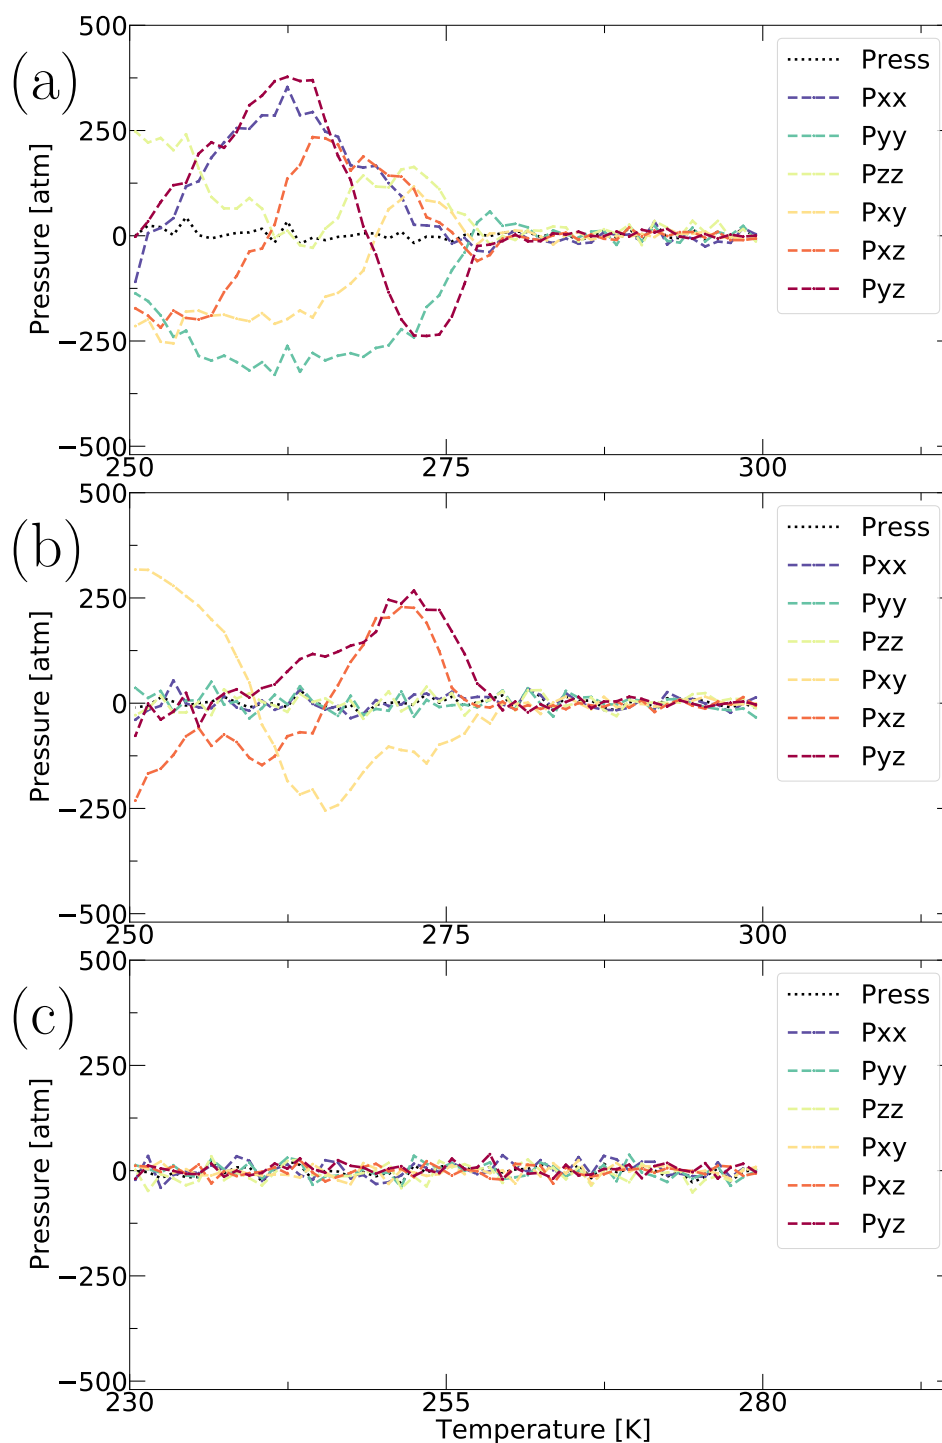 (a)
Pressure [atm]
500
250
0
−250
−500
250
275
300
Press
Pxx
Pyy
Pzz
Pxy
Pxz
Pyz
(b)
Pressure [atm]
500
250
0
−250
−500
250
275
300
Press
Pxx
Pyy
Pzz
Pxy
Pxz
Pyz
(c)
Pressure [atm]
500
250
0
−250
−500
230
255
280
Press
Pxx
Pyy
Pzz
Pxy
Pxz
Pyz
Temperature [K]